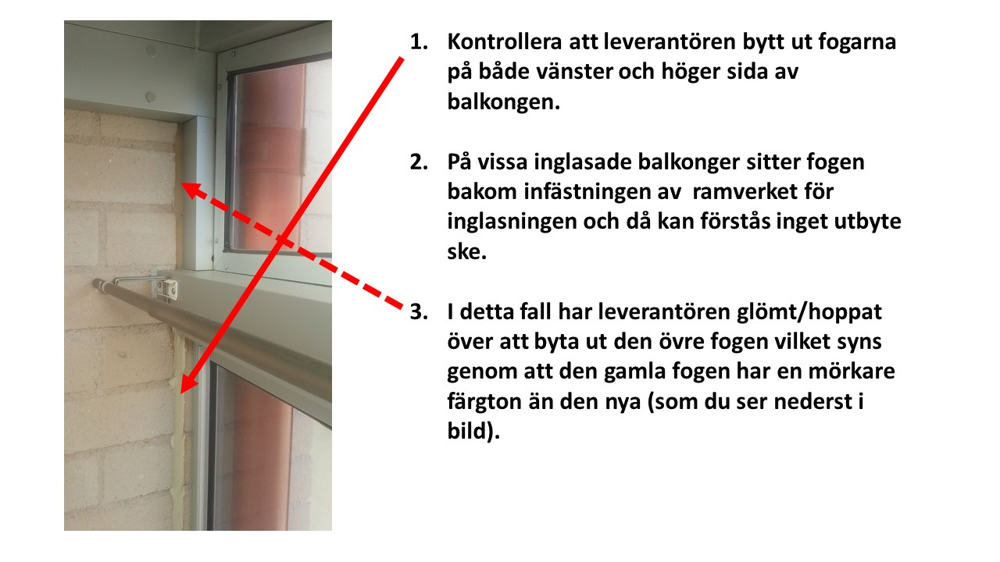 1. Kontrollera att leverantören bytt ut fogarna
på både vänster och höger sida av
balkongen.
2. På vissa inglasade balkonger sitter fogen
bakom infästningen av  ramverket för
inglasningen och då kan förstås inget utbyte
ske.
3. I detta fall har leverantören glömt/hoppat
över att byta ut den övre fogen vilket syns
genom att den gamla fogen har en mörkare
färgton än den nya (som du ser nederst i
bild).